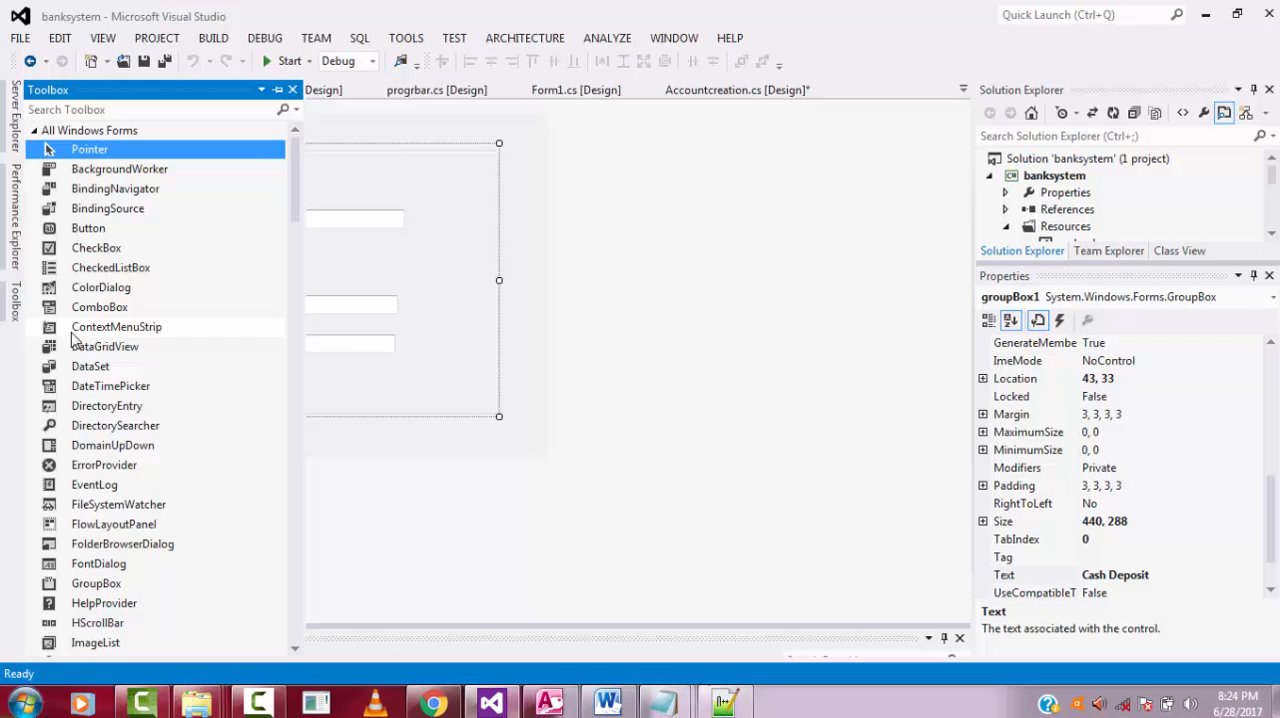 banksystem - Microsoft Visual Studio
Quick Launch (Ctrl+Q)
FILE EDIT VIEW PROJECT BUILD DEBUG TEAM SQL TOOLS TEST ARCHITECTURE ANALYZE WINDOW HELP
Start Debug
Server Explorer
Performance Explorer
Toolbox
Toolbox
Search Toolbox
All Windows Forms
Pointer
BackgroundWorker
BindingNavigator
BindingSource
Button
CheckBox
CheckedListBox
ColorDialog
ComboBox
ContextMenuStrip
DataGridView
DataSet
DateTimePicker
DirectoryEntry
DirectorySearcher
DomainUpDown
ErrorProvider
EventLog
FileSystemWatcher
FlowLayoutPanel
FolderBrowserDialog
FontDialog
GroupBox
HelpProvider
HScrollBar
ImageList
[Design] progrbar.cs [Design] Form1.cs [Design] Accountcreation.cs [Design]*
Solution Explorer
Search Solution Explorer (Ctrl+;)
Solution 'banksystem' (1 project)
C# banksystem
Properties
References
Resources
Solution Explorer Team Explorer Class View
Properties
groupBox1 System.Windows.Forms.GroupBox
GenerateMembe True
ImeMode NoControl
Location 43, 33
Locked False
Margin 3, 3, 3, 3
MaximumSize 0, 0
MinimumSize 0, 0
Modifiers Private
Padding 3, 3, 3, 3
RightToLeft No
Size 440, 288
TabIndex 0
Tag
Text Cash Deposit
UseCompatibleT False
Text
The text associated with the control.
Ready
8:24 PM
6/28/2017